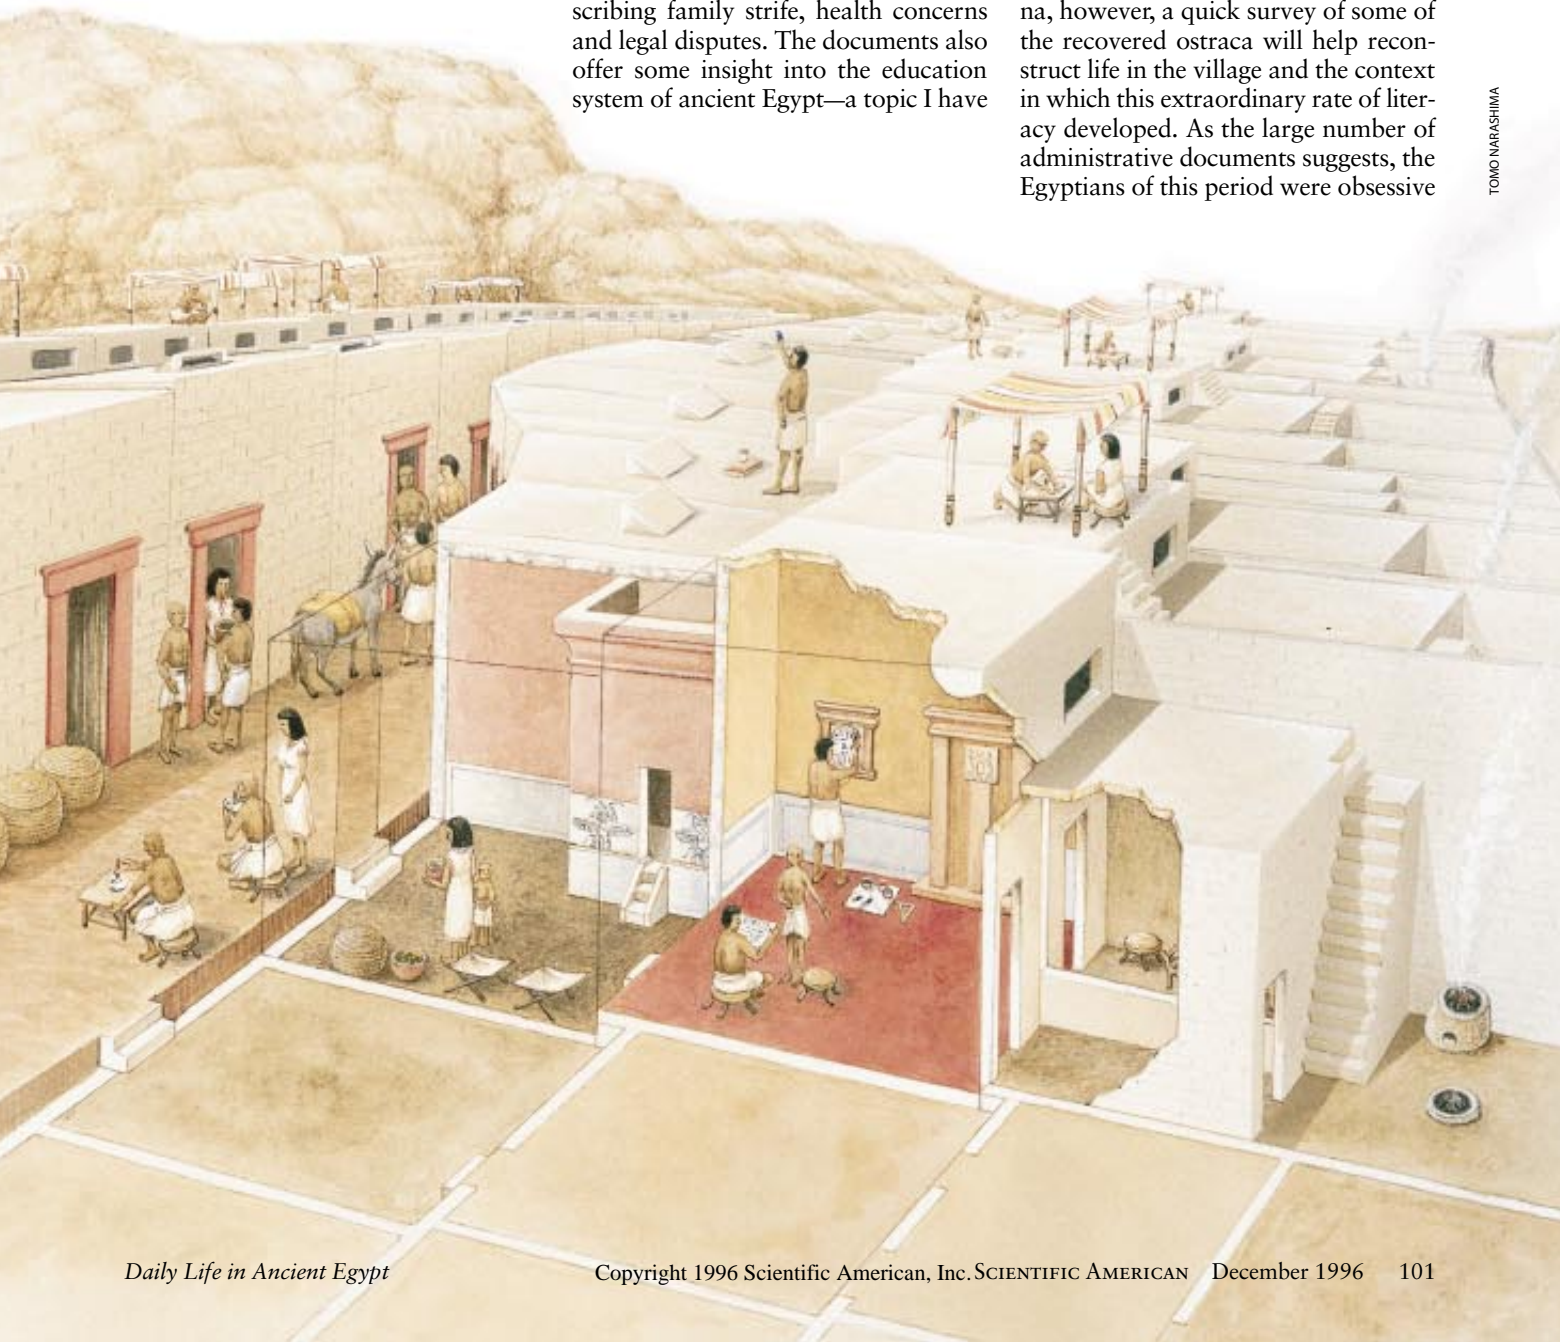 scribing family strife, health concerns
and legal disputes. The documents also
offer some insight into the education
system of ancient Egypt—a topic I have
na, however, a quick survey of some of
the recovered ostraca will help recon-
struct life in the village and the context
in which this extraordinary rate of liter-
acy developed. As the large number of
administrative documents suggests, the
Egyptians of this period were obsessive
TOMO NARASHIMA
Daily Life in Ancient Egypt
Copyright 1996 Scientific American, Inc. SCIENTIFIC AMERICAN December 1996 101